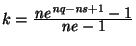 k = \frac{ne^{nq-ns+1}-1}{ne-1}